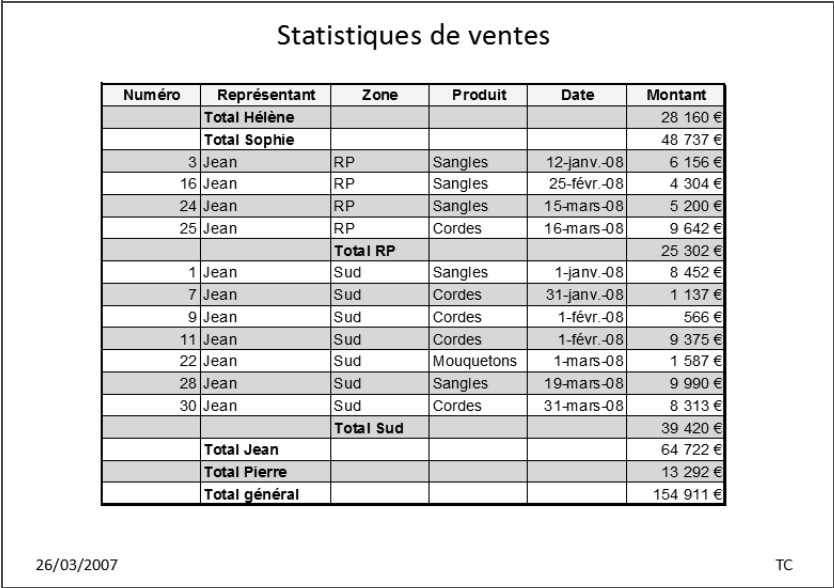 Statistiques de ventes
Numéro Représentant Zone Produit Date Montant
Total Hélène 28 160 €
Total Sophie 48 737 €
3 Jean RP Sangles 12-janv.-08 6 156 €
16 Jean RP Sangles 25-févr.-08 4 304 €
24 Jean RP Sangles 15-mars-08 5 200 €
25 Jean RP Cordes 16-mars-08 9 642 €
Total RP 25 302 €
1 Jean Sud Sangles 1-janv.-08 8 452 €
7 Jean Sud Cordes 31-janv.-08 1 137 €
9 Jean Sud Cordes 1-févr.-08 566 €
11 Jean Sud Cordes 1-févr.-08 9 375 €
22 Jean Sud Mouquetons 1-mars-08 1 587 €
28 Jean Sud Sangles 19-mars-08 9 990 €
30 Jean Sud Cordes 31-mars-08 8 313 €
Total Sud 39 420 €
Total Jean 64 722 €
Total Pierre 13 292 €
Total général 154 911 €
26/03/2007 TC